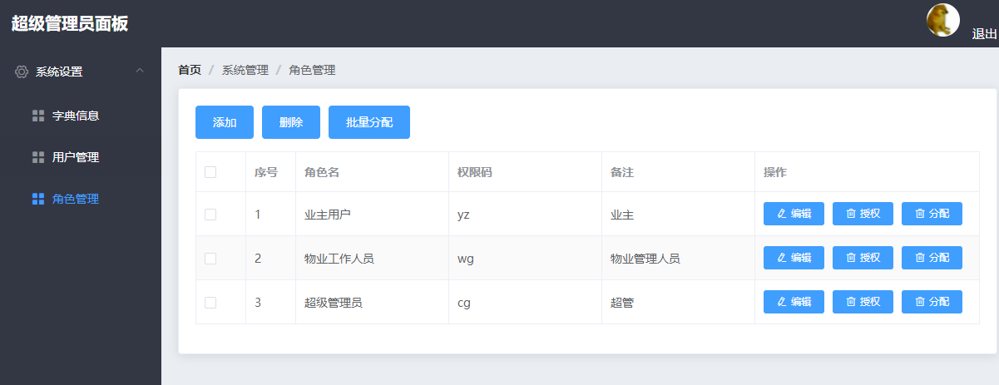 超级管理员面板
退出
系统设置
字典信息
用户管理
角色管理
首页 / 系统管理 / 角色管理
添加 删除 批量分配
序号 角色名 权限码 备注 操作
1 业主用户 yz 业主 编辑 授权 分配
2 物业工作人员 wg 物业管理人员 编辑 授权 分配
3 超级管理员 cg 超管 编辑 授权 分配